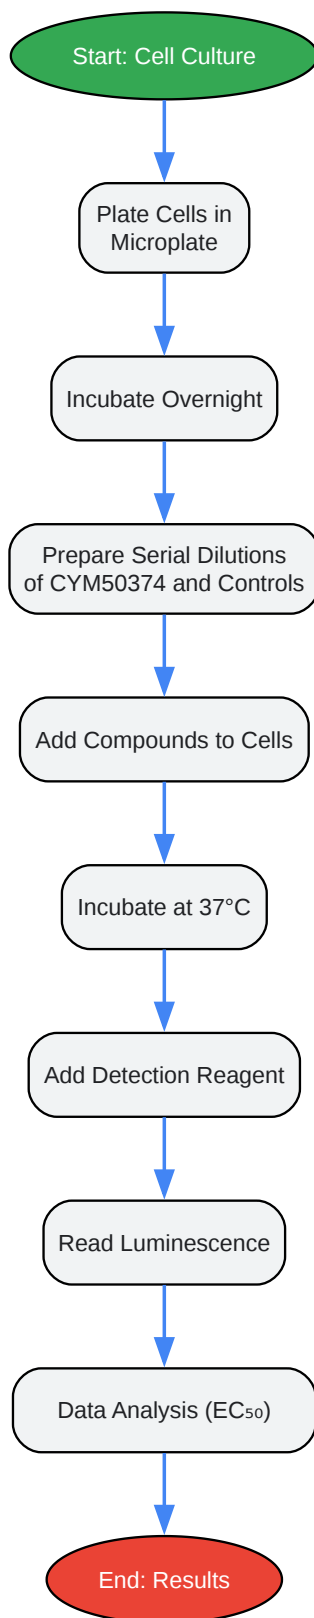 Start: Cell Culture
Plate Cells in
Microplate
Incubate Overnight
Prepare Serial Dilutions
of CYM50374 and Controls
Add Compounds to Cells
Incubate at 37°C
Add Detection Reagent
Read Luminescence
Data Analysis (EC₅₀)
End: Results